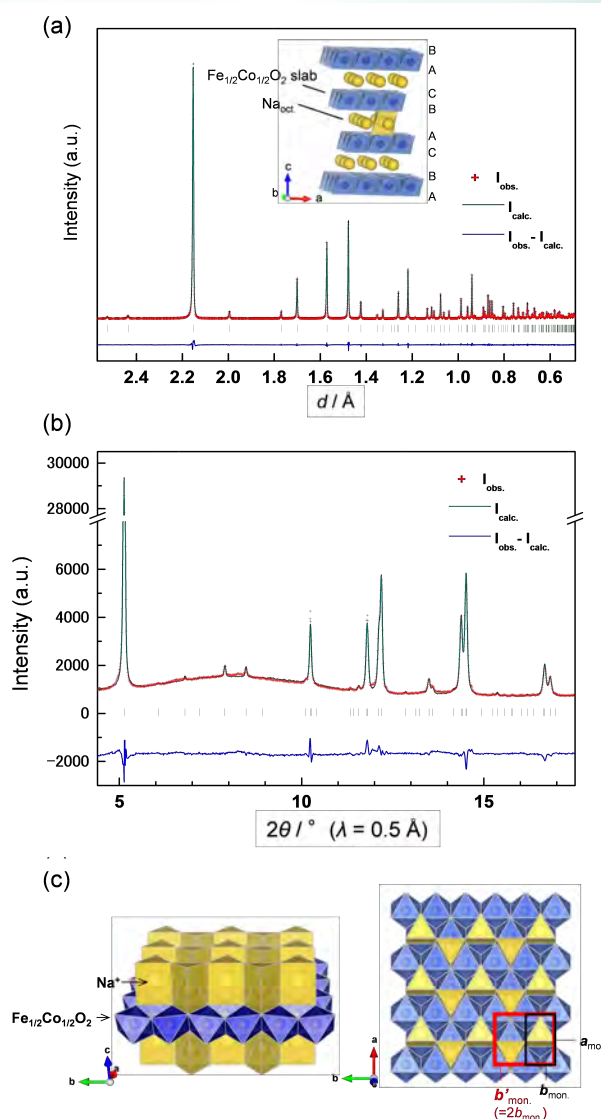 (a)
Fe1/2Co1/2O2 slab
Naoct.
B
A
C
B
A
C
B
A
c
b
a
Iobs.
Icalc.
Iobs. - Icalc.
Intensity (a.u.)
2.6 2.4 2.2 2.0 1.8 1.6 1.4 1.2 1.0 0.8 0.6
d / Å
(b)
30000
28000
6000
4000
2000
0
−2000
Intensity (a.u.)
Iobs.
Icalc.
Iobs. - Icalc.
5 10 15
2θ / ° (λ = 0.5 Å)
(c)
Na+
Fe1/2Co1/2O2
c
a
b
a
b
amo
bmon.
b'mon.
(=2bmon.)